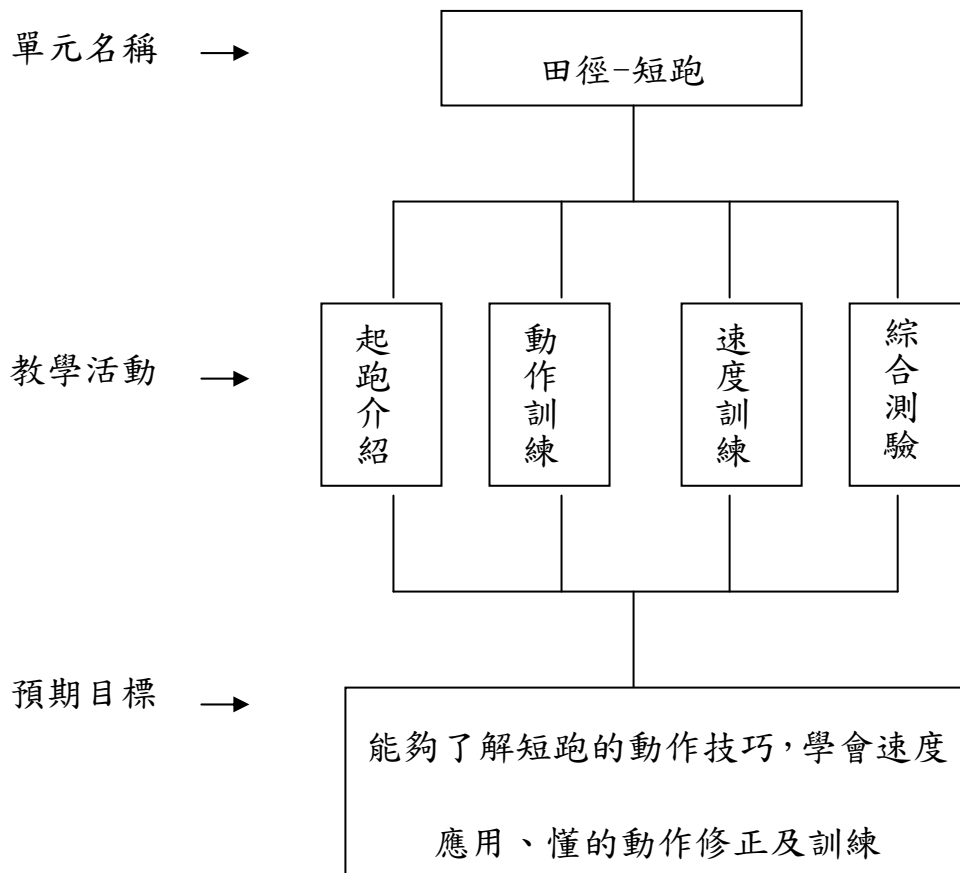 單元名稱
田徑-短跑
教學活動
起跑介紹
動作訓練
速度訓練
綜合測驗
預期目標
能夠了解短跑的動作技巧，學會速度
應用、懂的動作修正及訓練